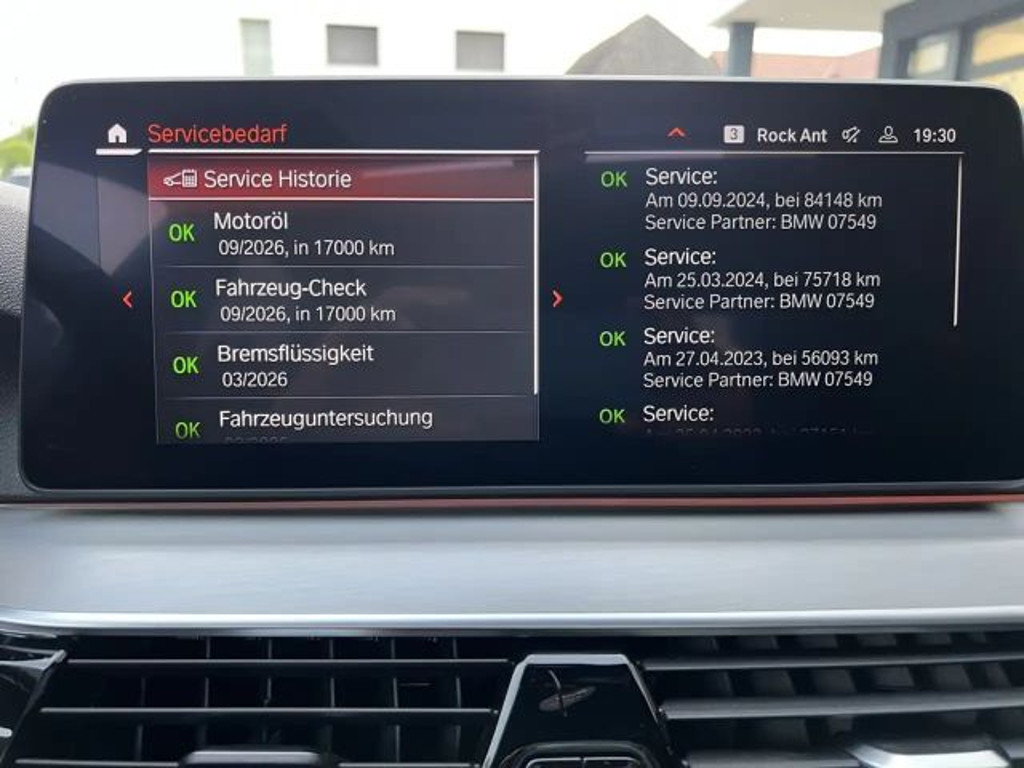 Servicebedarf
3 Rock Ant 19:30
Service Historie
OK Motoröl
09/2026, in 17000 km
OK Fahrzeug-Check
09/2026, in 17000 km
OK Bremsflüssigkeit
03/2026
OK Fahrzeuguntersuchung
OK Service:
Am 09.09.2024, bei 84148 km
Service Partner: BMW 07549
OK Service:
Am 25.03.2024, bei 75718 km
Service Partner: BMW 07549
OK Service:
Am 27.04.2023, bei 56093 km
Service Partner: BMW 07549
OK Service: